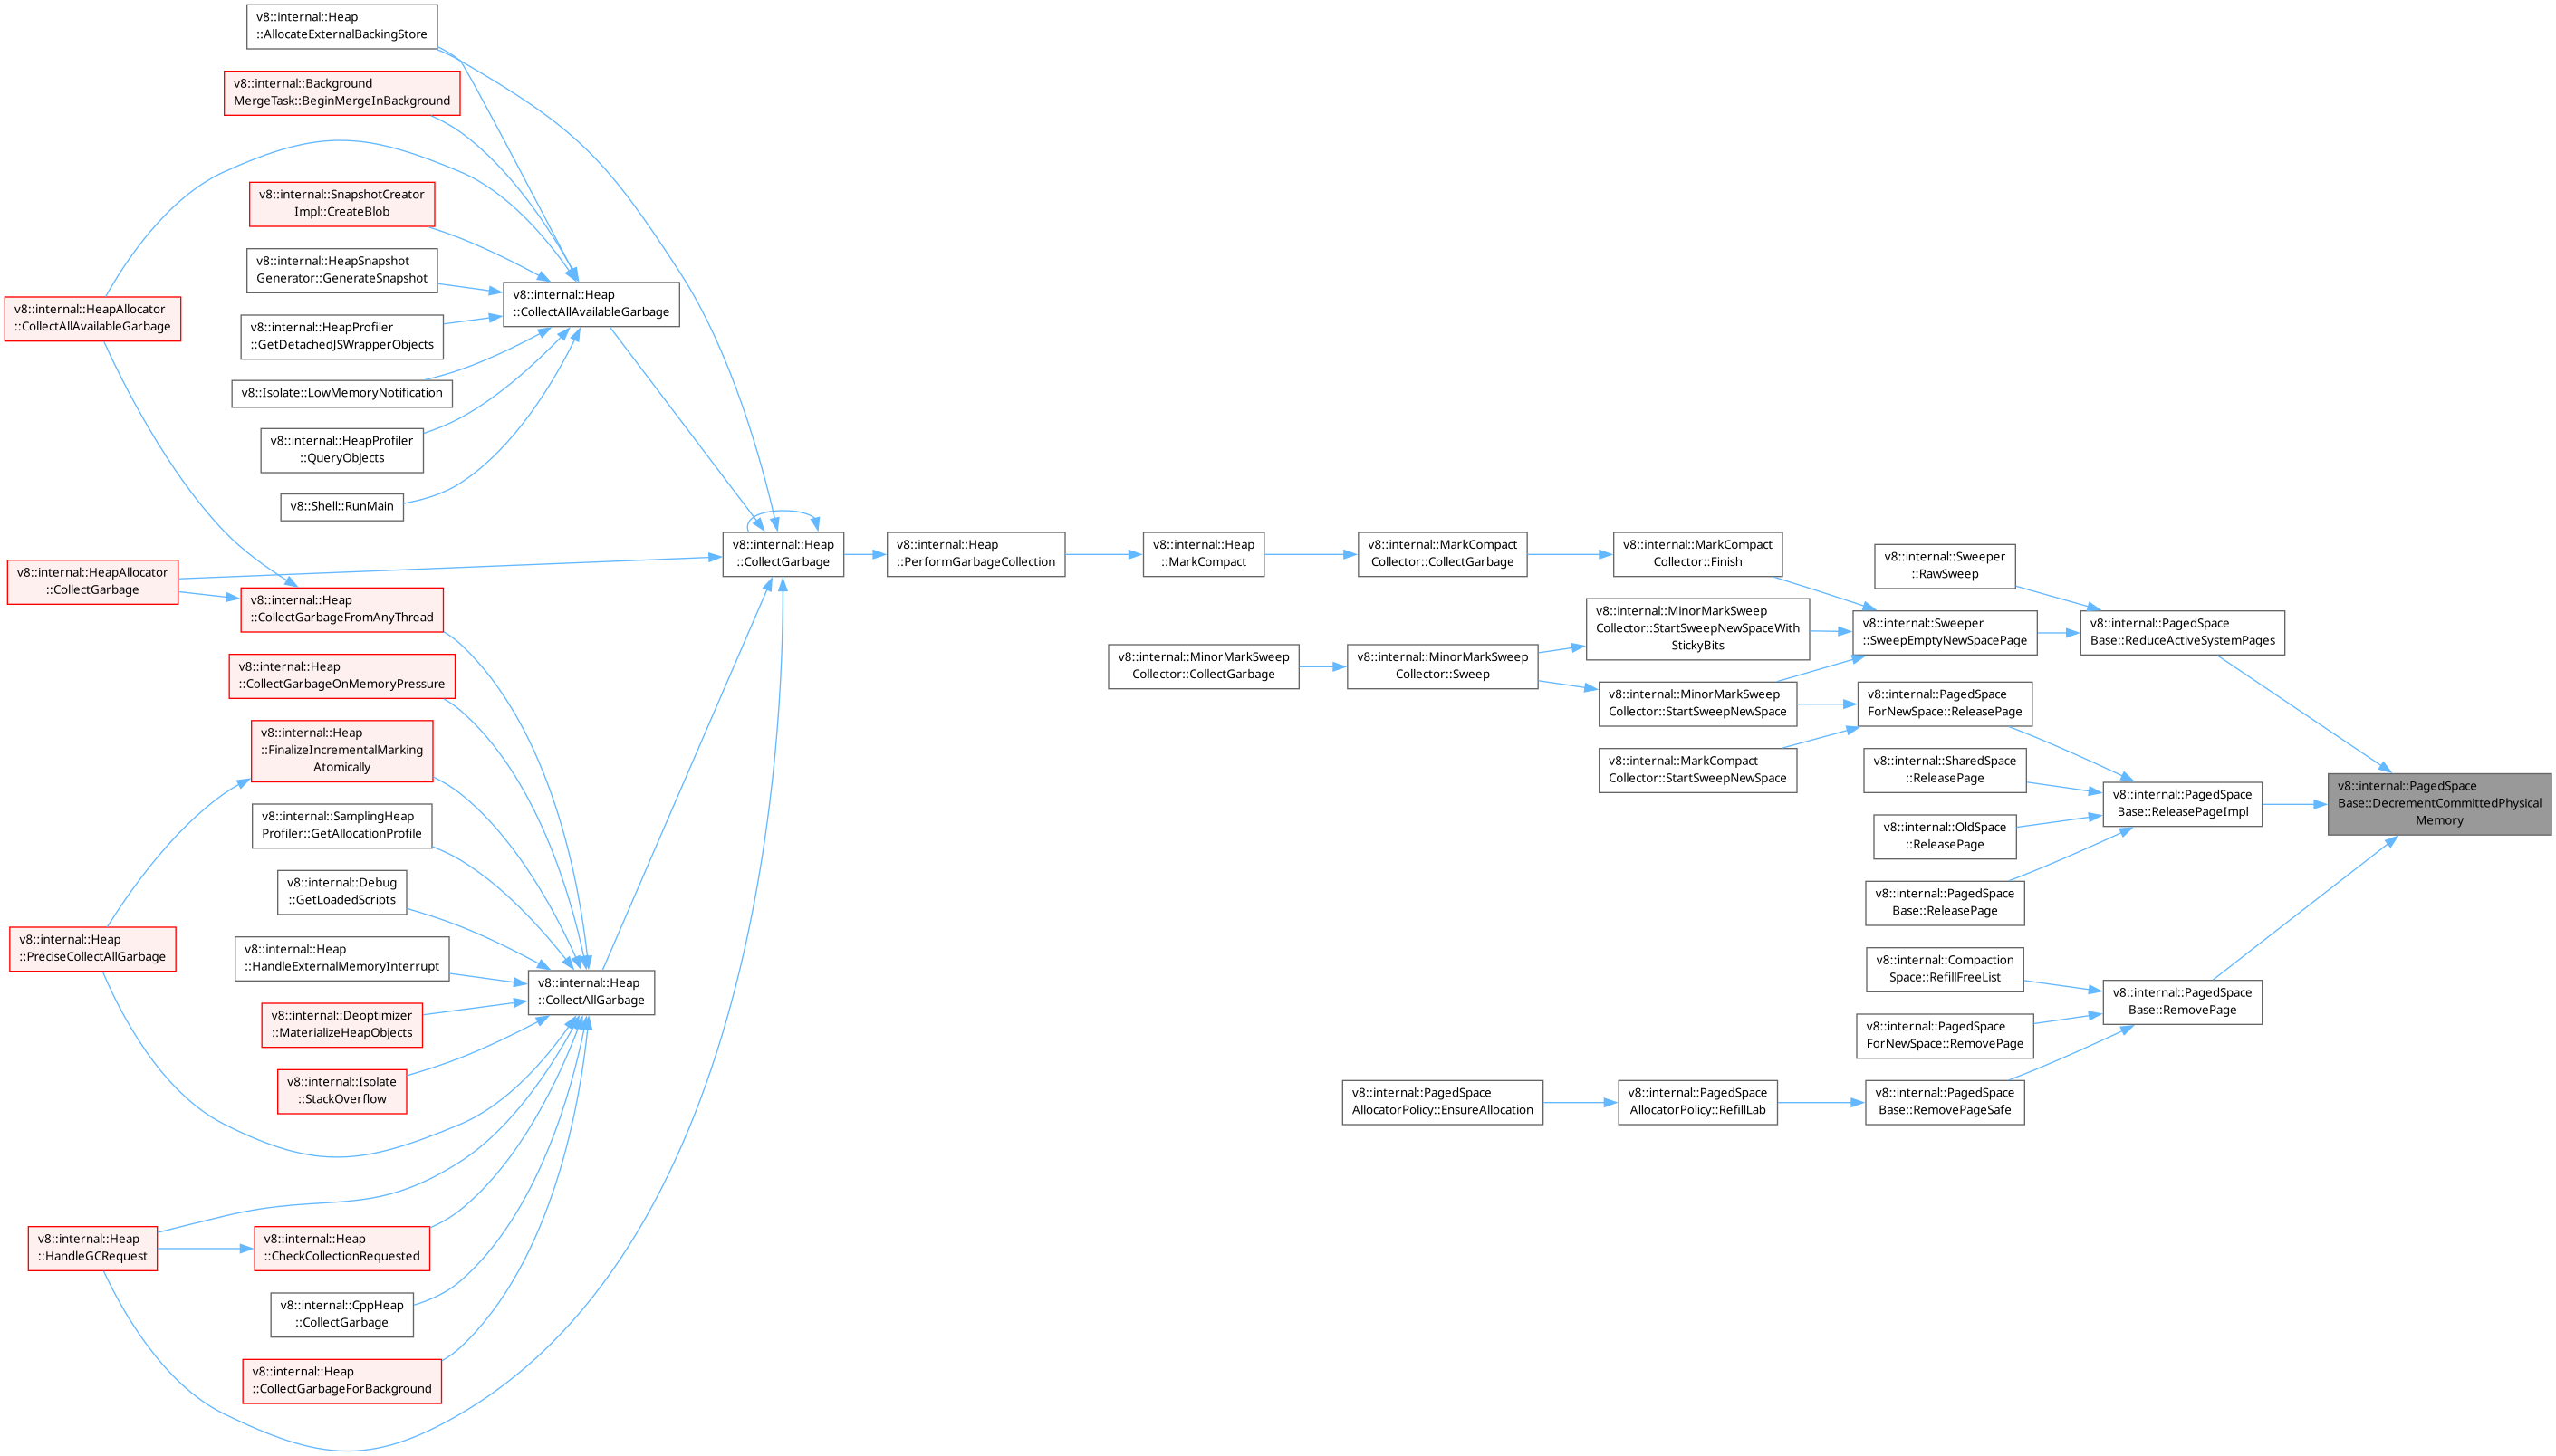 v8::internal::Heap
::AllocateExternalBackingStore
v8::internal::Background
MergeTask::BeginMergeInBackground
v8::internal::SnapshotCreator
Impl::CreateBlob
v8::internal::HeapSnapshot
Generator::GenerateSnapshot
v8::internal::HeapAllocator
::CollectAllAvailableGarbage
v8::internal::HeapProfiler
::GetDetachedJSWrapperObjects
v8::Isolate::LowMemoryNotification
v8::internal::HeapProfiler
::QueryObjects
v8::Shell::RunMain
v8::internal::Heap
::CollectAllAvailableGarbage
v8::internal::HeapAllocator
::CollectGarbage
v8::internal::Heap
::CollectGarbageFromAnyThread
v8::internal::Heap
::CollectGarbageOnMemoryPressure
v8::internal::Heap
::FinalizeIncrementalMarking
Atomically
v8::internal::SamplingHeap
Profiler::GetAllocationProfile
v8::internal::Debug
::GetLoadedScripts
v8::internal::Heap
::PreciseCollectAllGarbage
v8::internal::Heap
::HandleExternalMemoryInterrupt
v8::internal::Deoptimizer
::MaterializeHeapObjects
v8::internal::Isolate
::StackOverflow
v8::internal::Heap
::HandleGCRequest
v8::internal::Heap
::CheckCollectionRequested
v8::internal::CppHeap
::CollectGarbage
v8::internal::Heap
::CollectGarbageForBackground
v8::internal::Heap
::CollectAllGarbage
v8::internal::Heap
::CollectGarbage
v8::internal::Heap
::PerformGarbageCollection
v8::internal::Heap
::MarkCompact
v8::internal::MarkCompact
Collector::CollectGarbage
v8::internal::MarkCompact
Collector::Finish
v8::internal::MinorMarkSweep
Collector::StartSweepNewSpaceWith
StickyBits
v8::internal::MinorMarkSweep
Collector::CollectGarbage
v8::internal::MinorMarkSweep
Collector::Sweep
v8::internal::MinorMarkSweep
Collector::StartSweepNewSpace
v8::internal::MarkCompact
Collector::StartSweepNewSpace
v8::internal::Sweeper
::RawSweep
v8::internal::Sweeper
::SweepEmptyNewSpacePage
v8::internal::PagedSpace
Base::ReduceActiveSystemPages
v8::internal::PagedSpace
ForNewSpace::ReleasePage
v8::internal::SharedSpace
::ReleasePage
v8::internal::OldSpace
::ReleasePage
v8::internal::PagedSpace
Base::ReleasePage
v8::internal::PagedSpace
Base::ReleasePageImpl
v8::internal::PagedSpace
Base::DecrementCommittedPhysical
Memory
v8::internal::Compaction
Space::RefillFreeList
v8::internal::PagedSpace
ForNewSpace::RemovePage
v8::internal::PagedSpace
Base::RemovePage
v8::internal::PagedSpace
AllocatorPolicy::EnsureAllocation
v8::internal::PagedSpace
AllocatorPolicy::RefillLab
v8::internal::PagedSpace
Base::RemovePageSafe